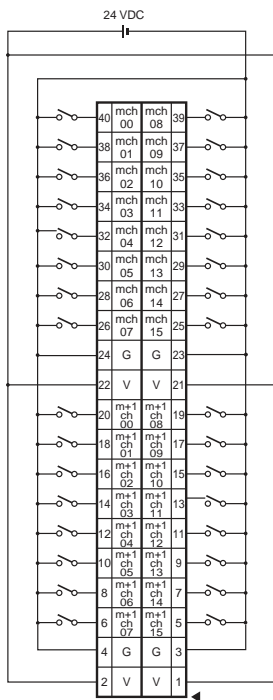 24 VDC
40 mch 00 mch 08 39
38 mch 01 mch 09 37
36 mch 02 mch 10 35
34 mch 03 mch 11 33
32 mch 04 mch 12 31
30 mch 05 mch 13 29
28 mch 06 mch 14 27
26 mch 07 mch 15 25
24 G G 23
22 V V 21
20 m+1 ch 00 m+1 ch 08 19
18 m+1 ch 01 m+1 ch 09 17
16 m+1 ch 02 m+1 ch 10 15
14 m+1 ch 03 m+1 ch 11 13
12 m+1 ch 04 m+1 ch 12 11
10 m+1 ch 05 m+1 ch 13 9
8 m+1 ch 06 m+1 ch 14 7
6 m+1 ch 07 m+1 ch 15 5
4 G G 3
2 V V 1